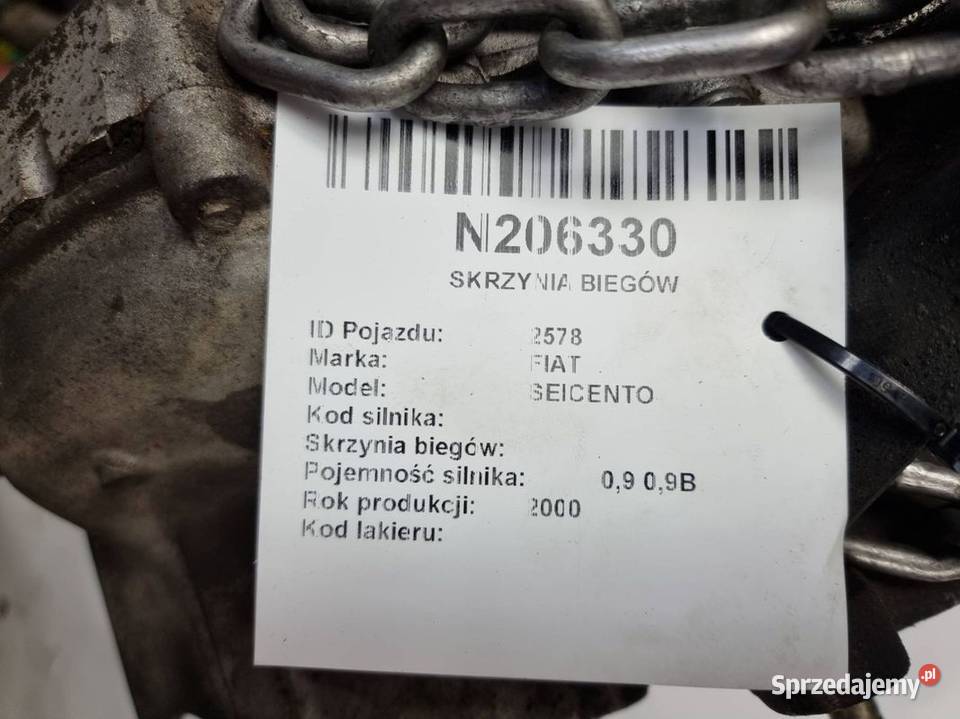 N206330
SKRZYNIA BIEGÓW
ID Pojazdu: 2578
Marka: FIAT
Model: SEICENTO
Kod silnika:
Skrzynia biegów:
Pojemność silnika: 0,9 0,9B
Rok produkcji: 2000
Kod lakieru:
Sprzedajemy.pl